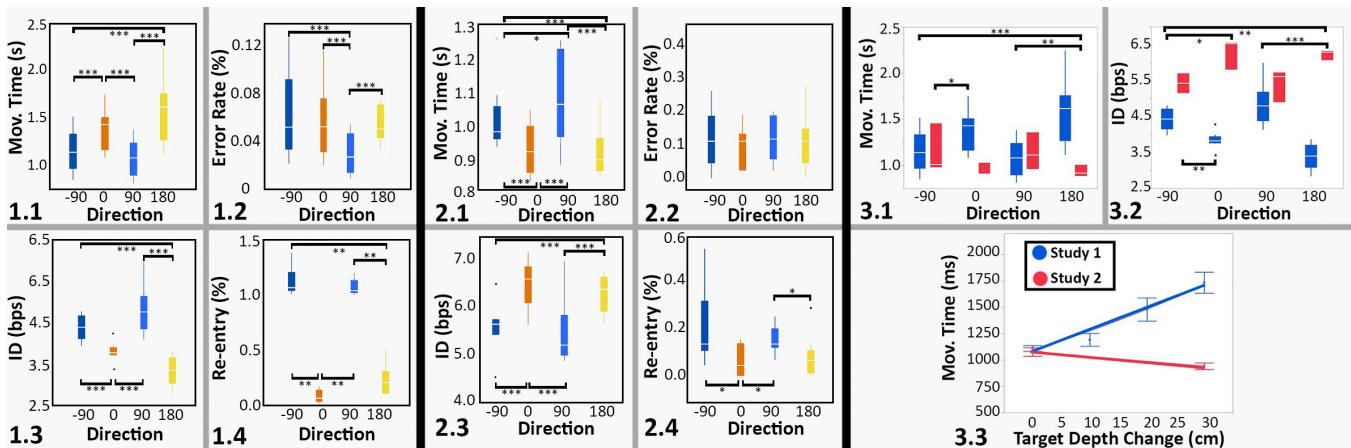 Mov. Time (s)
2.5
2.0
1.5
1.0
***
***
***
***
-90 0 90 180
1.1
Direction
Error Rate (%)
0.12
0.08
0.04
0
***
***
***
-90 0 90 180
1.2
Direction
Mov. Time (s)
1.3
1.2
1.1
1.0
0.9
0.8
***
*
***
***
***
-90 0 90 180
2.1
Direction
Error Rate (%)
0.4
0.3
0.2
0.1
0.0
-90 0 90 180
2.2
Direction
Mov. Time (s)
2.5
2.0
1.5
1.0
***
**
*
-90 0 90 180
3.1
Direction
ID (bps)
6.5
5.5
4.5
3.5
2.5
**
*
***
**
-90 0 90 180
3.2
Direction
ID (bps)
6.5
5.5
4.5
3.5
2.5
***
***
***
***
-90 0 90 180
1.3
Direction
Re-entry (%)
1.5
1.0
0.5
0.0
**
**
**
**
-90 0 90 180
1.4
Direction
ID (bps)
7.0
6.0
5.0
4.0
***
***
***
***
-90 0 90 180
2.3
Direction
Re-entry (%)
0.6
0.4
0.2
0.0
*
*
*
-90 0 90 180
2.4
Direction
Mov. Time (ms)
2000
1750
1500
1250
1000
750
500
Study 1
Study 2
0 5 10 15 20 25 30
3.3
Target Depth Change (cm)